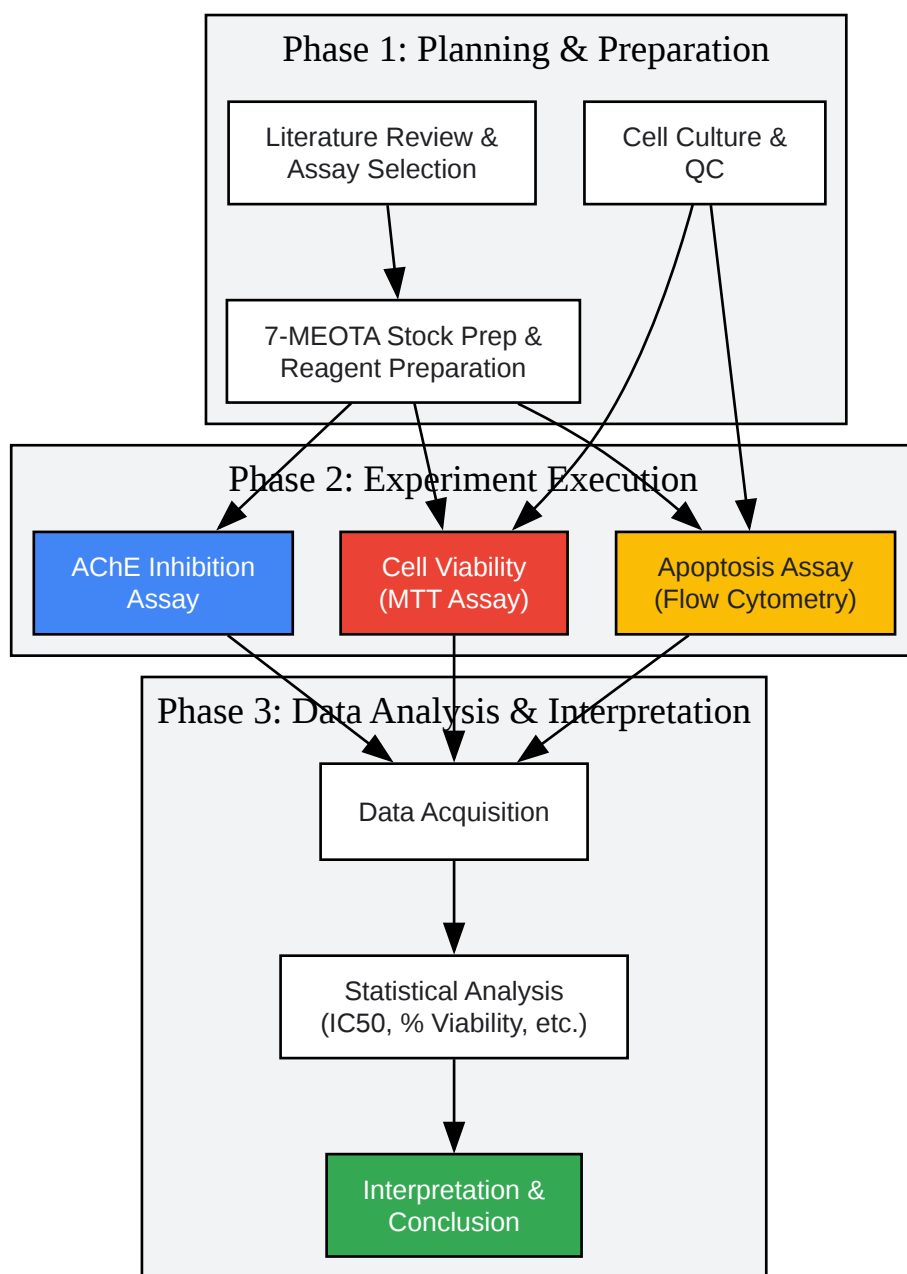 Phase 1: Planning & Preparation
Literature Review &
Assay Selection
Cell Culture &
QC
7-MEOTA Stock Prep &
Reagent Preparation
Phase 2: Experiment Execution
AChE Inhibition
Assay
Cell Viability
(MTT Assay)
Apoptosis Assay
(Flow Cytometry)
Phase 3: Data Analysis & Interpretation
Data Acquisition
Statistical Analysis
(IC50, % Viability, etc.)
Interpretation &
Conclusion